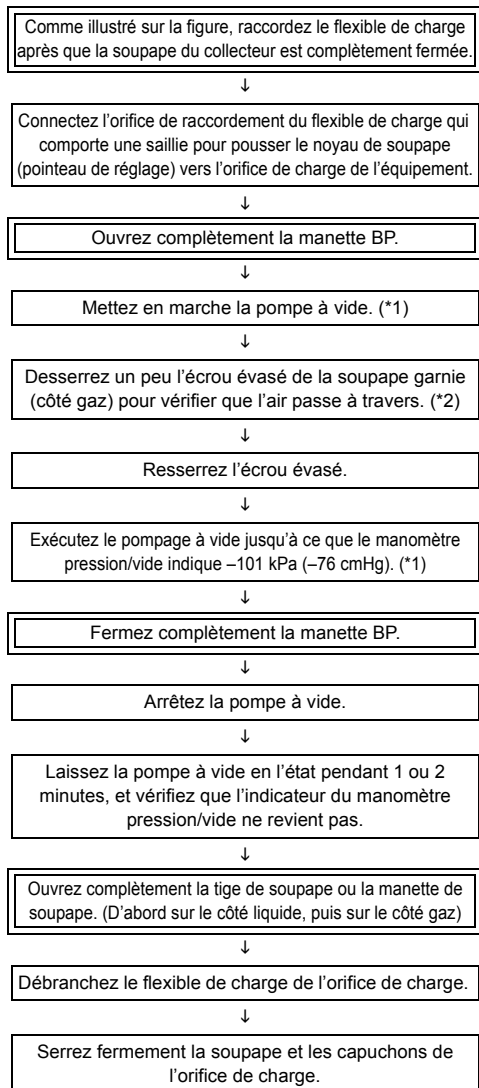 Comme illustré sur la figure, raccordez le flexible de charge
après que la soupape du collecteur est complètement fermée.
↓
Connectez l'orifice de raccordement du flexible de charge qui
comporte une saillie pour pousser le noyau de soupape
(pointeau de réglage) vers l'orifice de charge de l'équipement.
↓
Ouvrez complètement la manette BP.
↓
Mettez en marche la pompe à vide. (*1)
↓
Desserrez un peu l'écrou évasé de la soupape garnie
(côté gaz) pour vérifier que l'air passe à travers. (*2)
↓
Resserrez l'écrou évasé.
↓
Exécutez le pompage à vide jusqu'à ce que le manomètre
pression/vide indique –101 kPa (–76 cmHg). (*1)
↓
Fermez complètement la manette BP.
↓
Arrêtez la pompe à vide.
↓
Laissez la pompe à vide en l'état pendant 1 ou 2
minutes, et vérifiez que l'indicateur du manomètre
pression/vide ne revient pas.
↓
Ouvrez complètement la tige de soupape ou la manette de
soupape. (D'abord sur le côté liquide, puis sur le côté gaz)
↓
Débranchez le flexible de charge de l'orifice de charge.
↓
Serrez fermement la soupape et les capuchons de
l'orifice de charge.